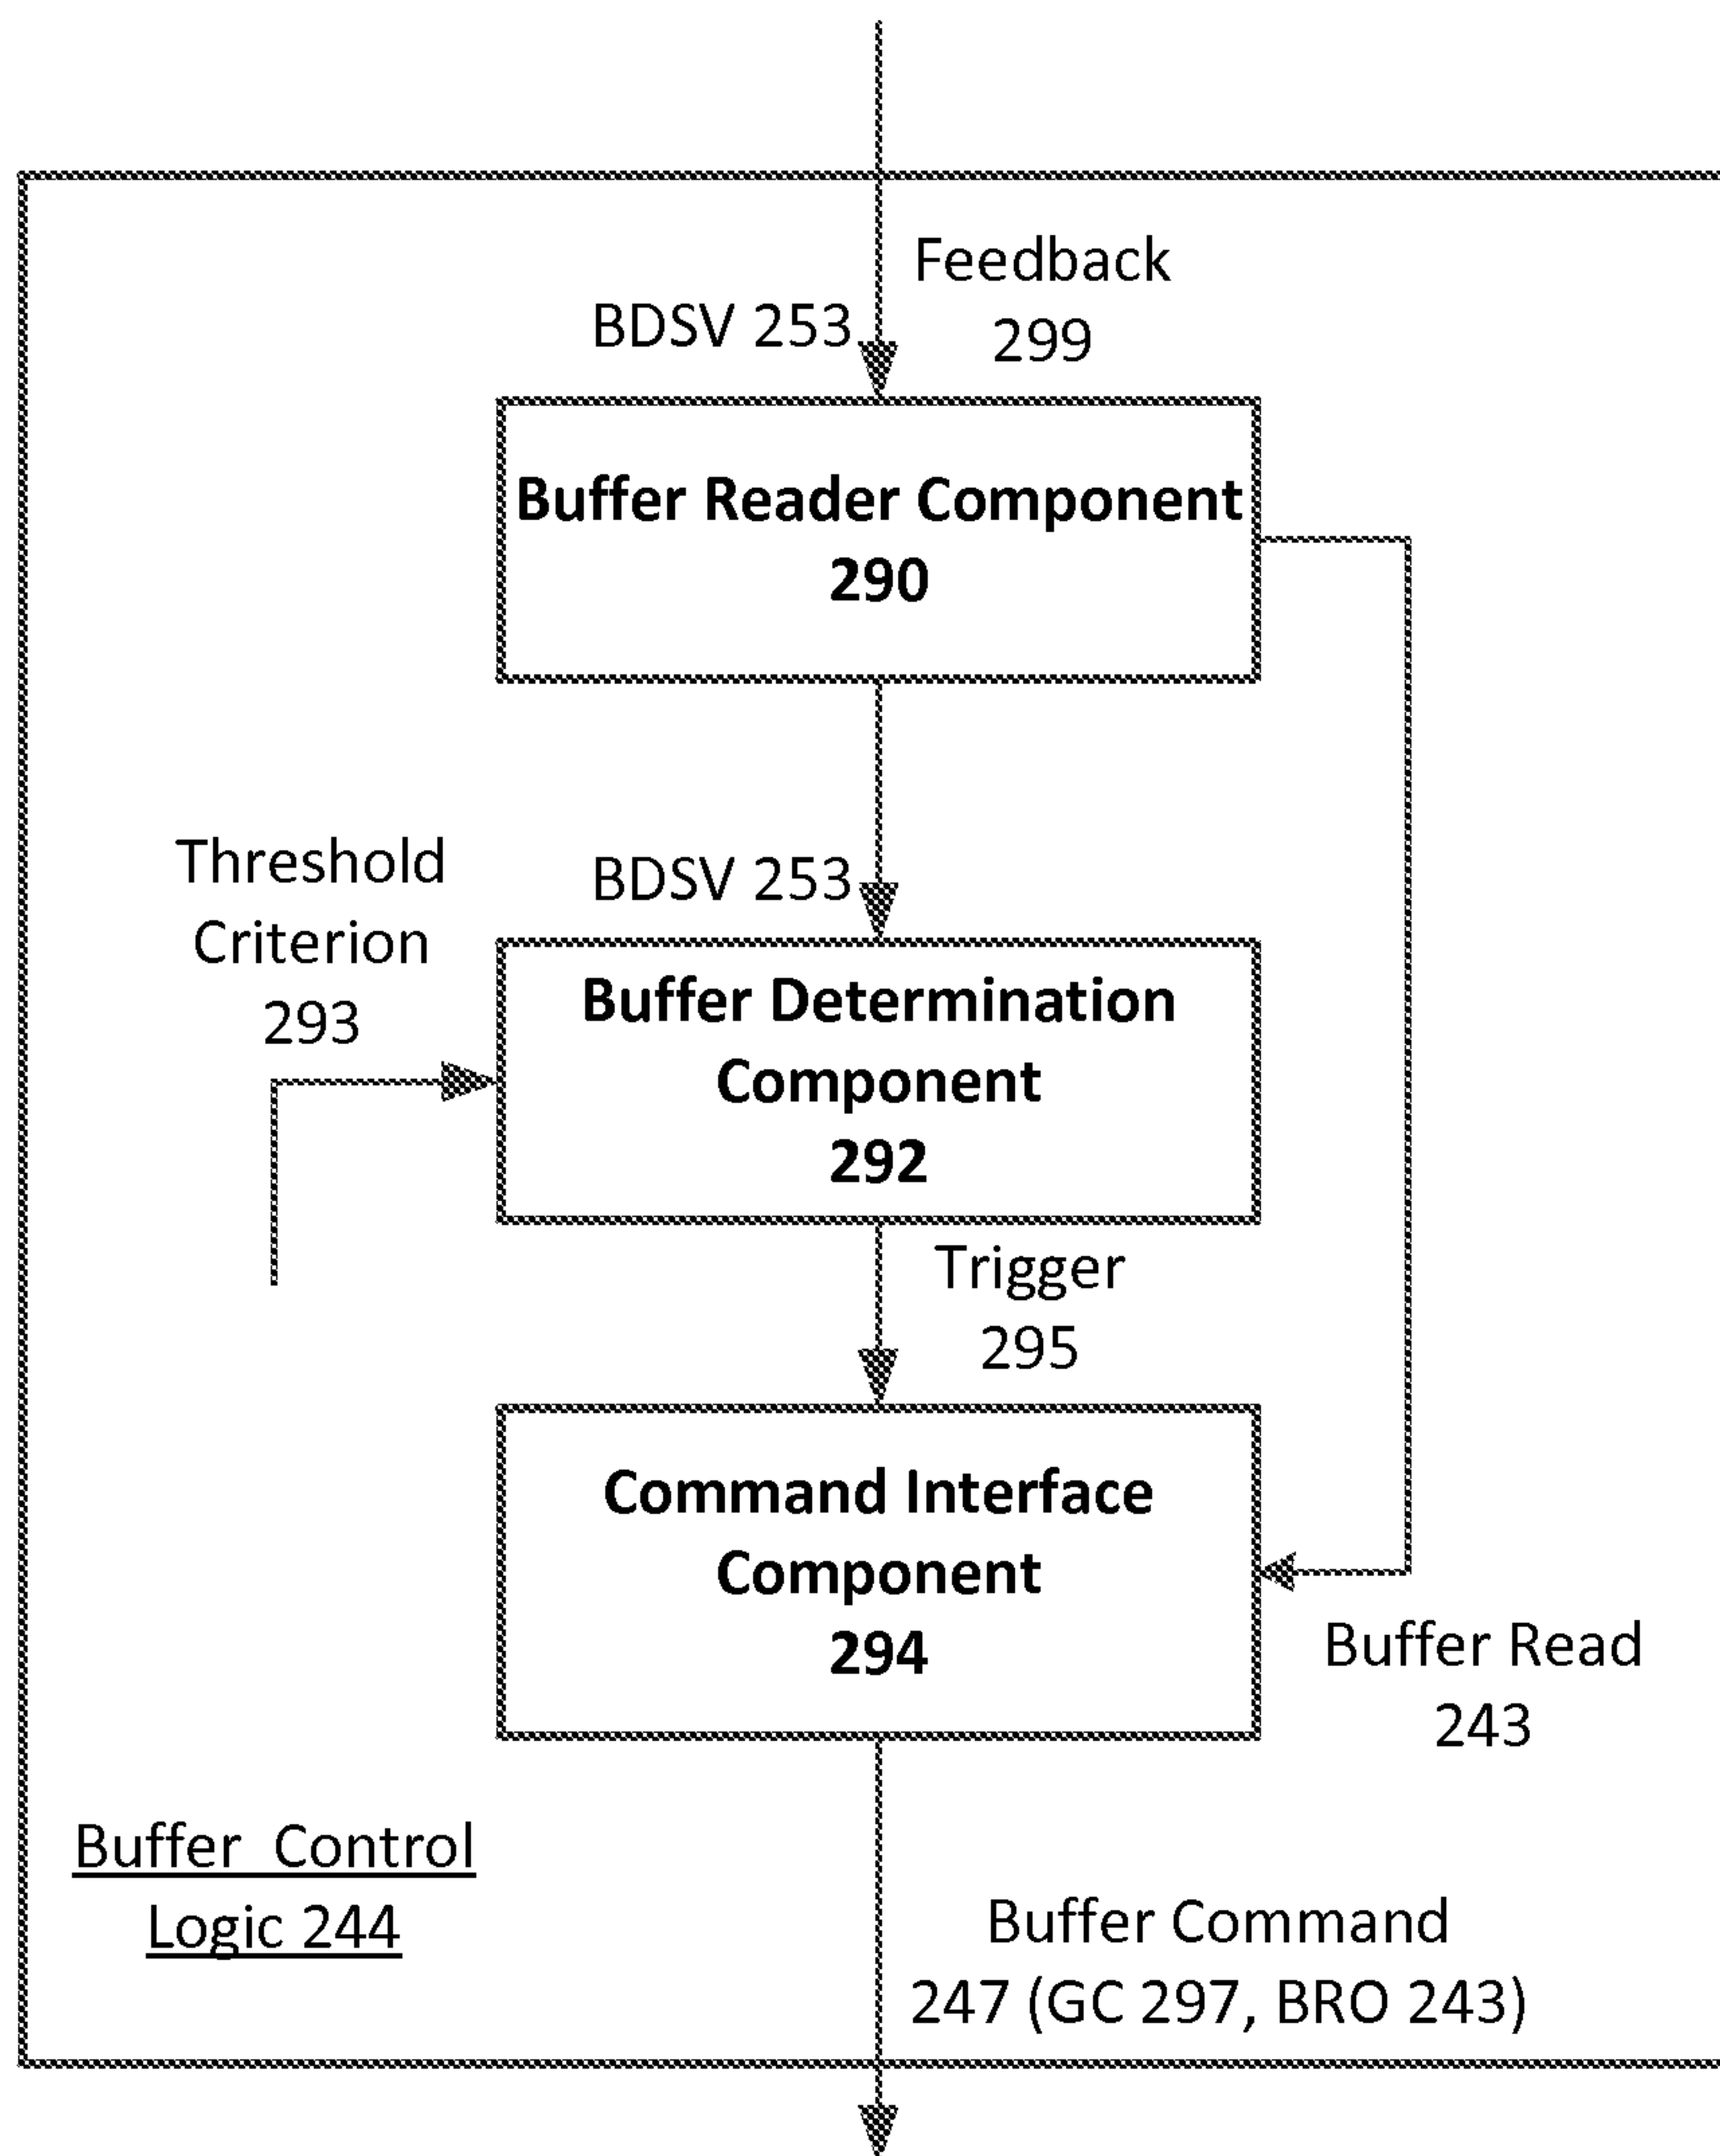 Feedback
299
BDSV 253
Buffer Reader Component
290
Threshold
Criterion
293
BDSV 253
Buffer Determination
Component
292
Trigger
295
Command Interface
Component
294
Buffer Read
243
Buffer Control
Logic 244
Buffer Command
247 (GC 297, BRO 243)